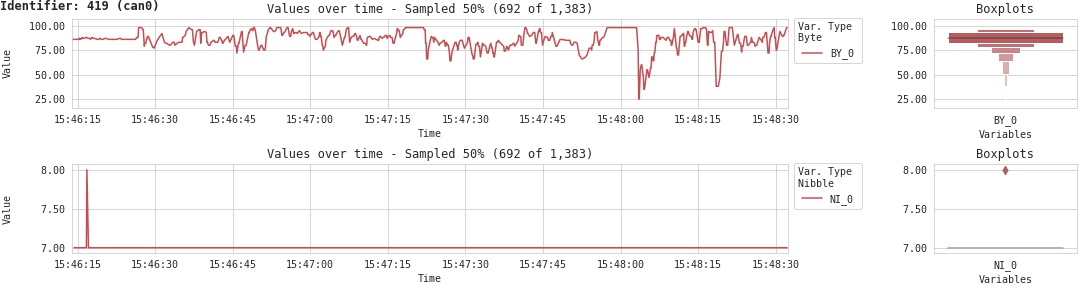 Identifier: 419 (can0)
Values over time - Sampled 50% (692 of 1,383)
Boxplots
Value
100.00
75.00
50.00
25.00
15:46:15 15:46:30 15:46:45 15:47:00 15:47:15 15:47:30 15:47:45 15:48:00 15:48:15 15:48:30
Time
Var. Type
Byte
BY_0
100.00
75.00
50.00
25.00
BY_0
Variables
Values over time - Sampled 50% (692 of 1,383)
Boxplots
Value
8.00
7.50
7.00
15:46:15 15:46:30 15:46:45 15:47:00 15:47:15 15:47:30 15:47:45 15:48:00 15:48:15 15:48:30
Time
Var. Type
Nibble
NI_0
8.00
7.50
7.00
NI_0
Variables